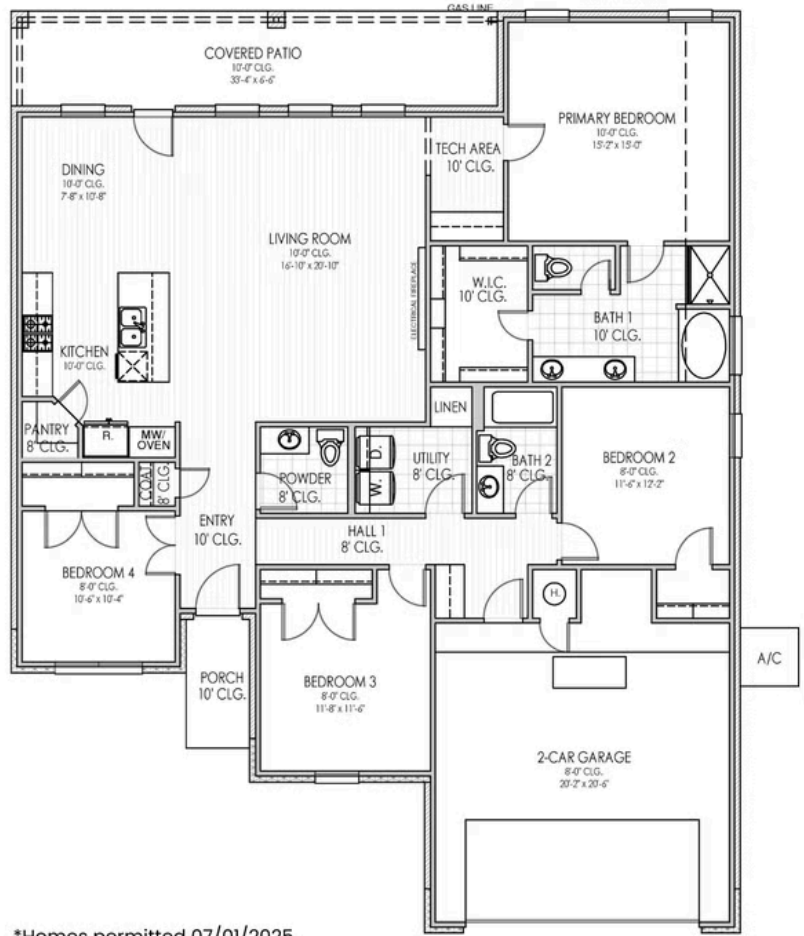 GAS LINE
COVERED PATIO
10'-0" CLG.
33'-4" x 6'-6"
PRIMARY BEDROOM
10'-0" CLG.
15'-2" x 15'-0"
TECH AREA
10' CLG.
DINING
10'-0" CLG.
7'-8" x 10'-8"
LIVING ROOM
10'-0" CLG.
16'-10" x 20'-10"
ELECTRICAL FIREPLACE
W.I.C.
10' CLG.
BATH 1
10' CLG.
KITCHEN
10'-0" CLG.
LINEN
PANTRY
8' CLG.
R.
MW/
OVEN
COAT
8' CLG.
POWDER
8' CLG.
D.
W.
UTILITY
8' CLG.
BATH 2
8' CLG.
BEDROOM 2
8'-0" CLG.
11'-6" x 12'-2"
ENTRY
10' CLG.
HALL 1
8' CLG.
BEDROOM 4
8'-0" CLG.
10'-6" x 10'-4"
H.
PORCH
10' CLG.
BEDROOM 3
8'-0" CLG.
11'-8" x 11'-6"
A/C
2-CAR GARAGE
8'-0" CLG.
20'-2" x 20'-6"
*Homes permitted 07/01/2025